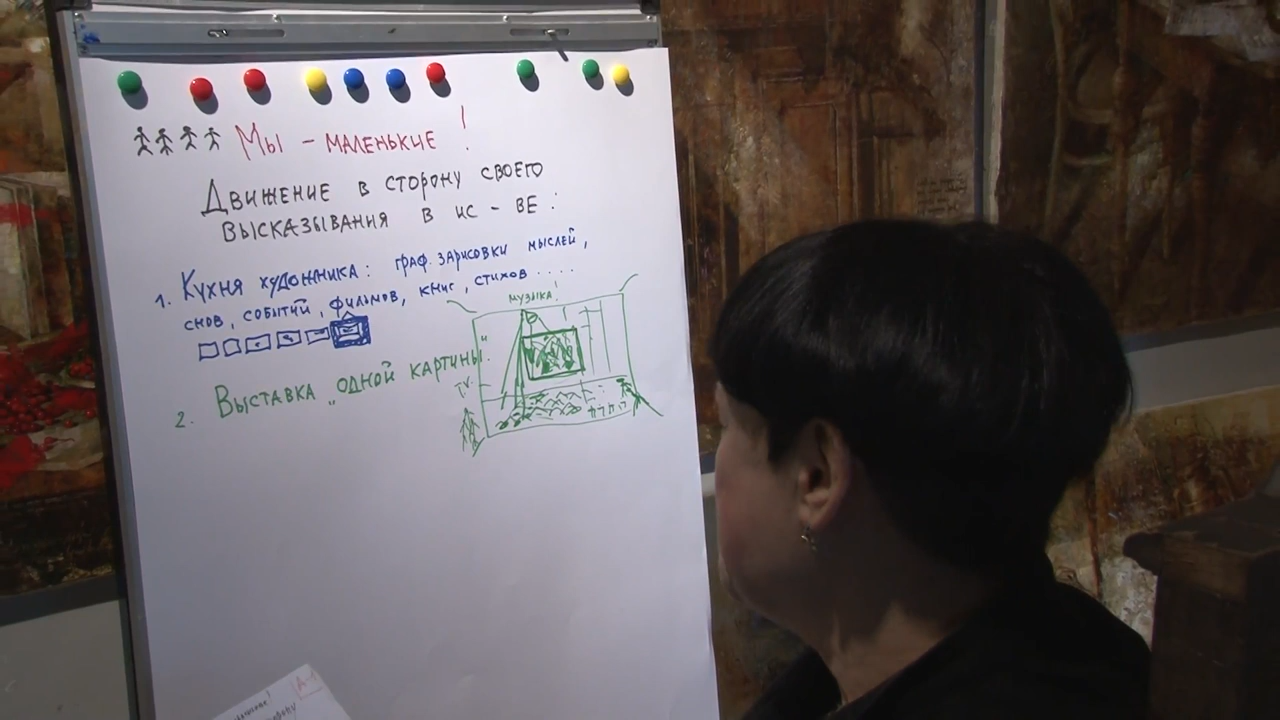 Мы - маленькие!
Движение в сторону своего
высказывания в ис-ве:
1. Кухня художника: граф. зарисовки мыслей,
снов, событий, фильмов, книг, стихов ....
музыка!
2. Выставка „одной картины".
T.V.
A-1